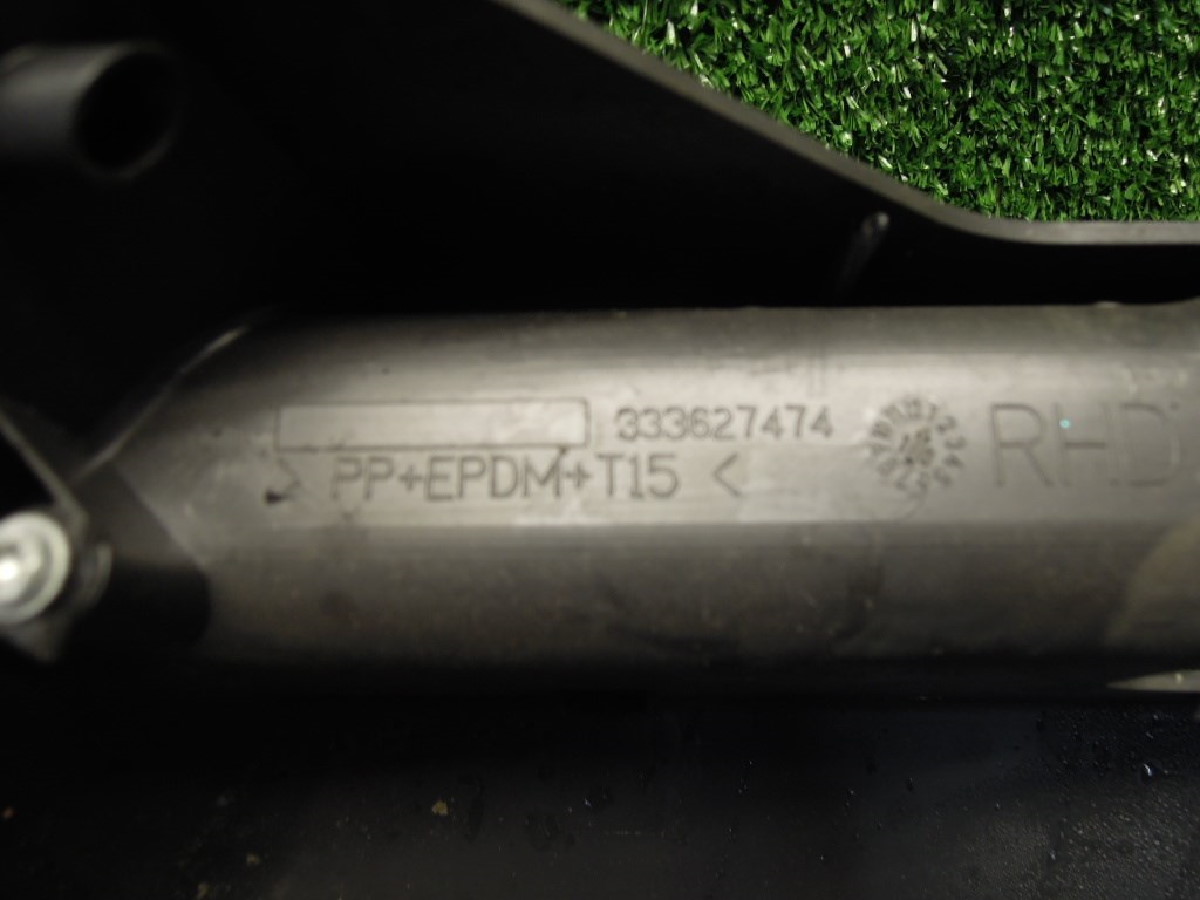 333627474
> PP+EPDM+T15 <
RHD